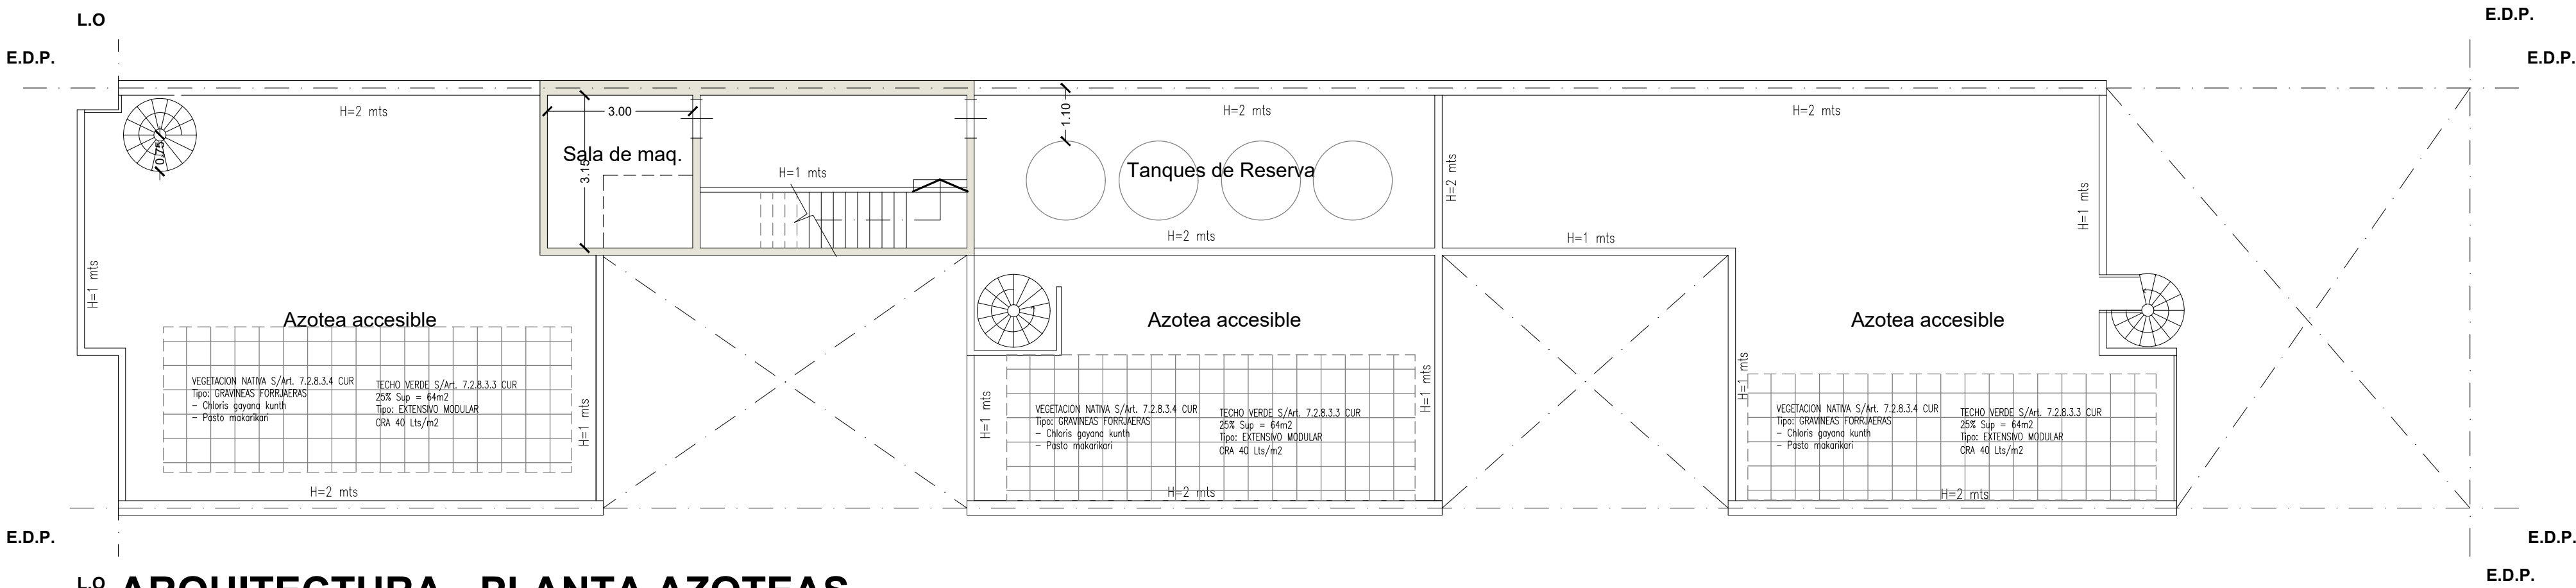 L.O
E.D.P.
E.D.P.
E.D.P.
H=2 mts
3.00
1.10
H=2 mts
H=2 mts
0.75
Sala de maq.
3.15
H=1 mts
Tanques de Reserva
H=2 mts
H=1 mts
H=2 mts
H=1 mts
H=1 mts
Azotea accesible
Azotea accesible
Azotea accesible
VEGETACION NATIVA S/Art. 7.2.8.3.4 CUR
Tipo: GRAVINEAS FORRJAERAS
- Chloris gayana kunth
- Pasto makarikari
TECHO VERDE S/Art. 7.2.8.3.3 CUR
25% Sup = 64m2
Tipo: EXTENSIVO MODULAR
CRA 40 Lts/m2
H=1 mts
H=1 mts
VEGETACION NATIVA S/Art. 7.2.8.3.4 CUR
Tipo: GRAVINEAS FORRJAERAS
- Chloris gayana kunth
- Pasto makarikari
TECHO VERDE S/Art. 7.2.8.3.3 CUR
25% Sup = 64m2
Tipo: EXTENSIVO MODULAR
CRA 40 Lts/m2
H=1 mts
H=1 mts
VEGETACION NATIVA S/Art. 7.2.8.3.4 CUR
Tipo: GRAVINEAS FORRJAERAS
- Chloris gayana kunth
- Pasto makarikari
TECHO VERDE S/Art. 7.2.8.3.3 CUR
25% Sup = 64m2
Tipo: EXTENSIVO MODULAR
CRA 40 Lts/m2
H=2 mts
H=2 mts
H=2 mts
E.D.P.
E.D.P.
E.D.P.
L.O
ARQUITECTURA - PLANTA AZOTEAS